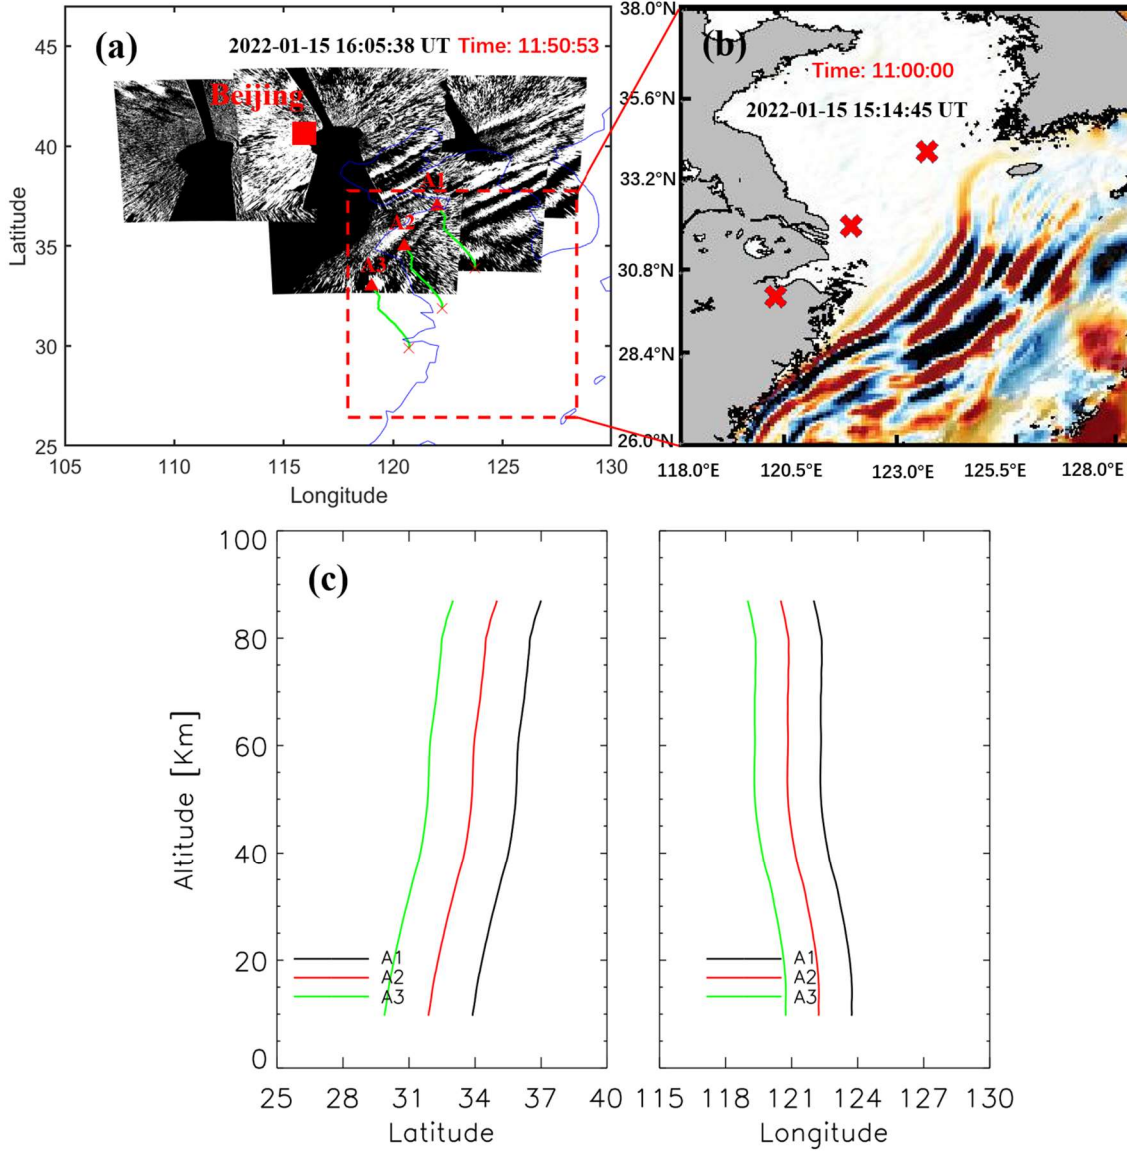 (a)
2022-01-15 16:05:38 UT Time: 11:50:53
Beijing
A1
A2
A3
45
40
35
30
25
Latitude
105 110 115 120 125 130
Longitude
(b)
Time: 11:00:00
2022-01-15 15:14:45 UT
38.0°N
35.6°N
33.2°N
30.8°N
28.4°N
26.0°N
118.0°E 120.5°E 123.0°E 125.5°E 128.0°E
(c)
100
80
60
40
20
0
Altitude [Km]
A1
A2
A3
25 28 31 34 37 40
Latitude
A1
A2
A3
115 118 121 124 127 130
Longitude